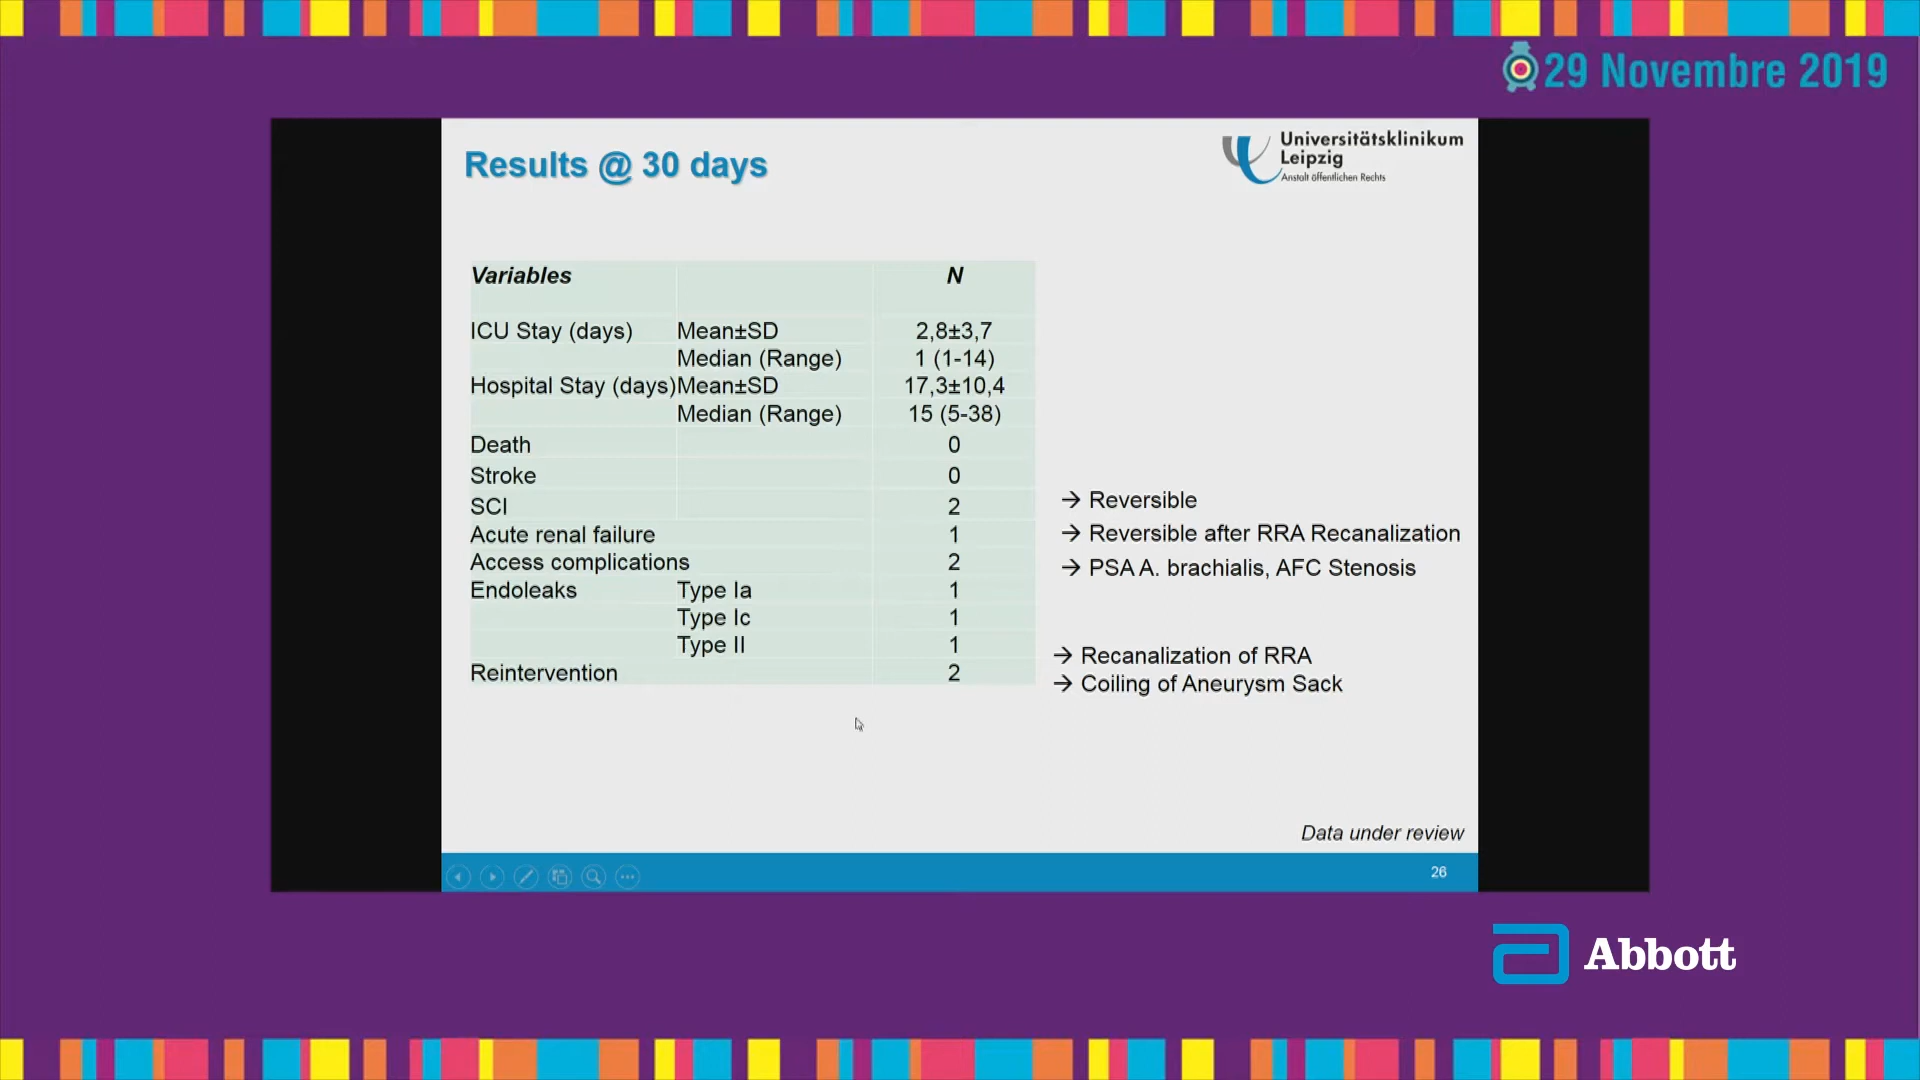 29 Novembre 2019
Results @ 30 days
Universitätsklinikum
Leipzig
Anstalt öffentlichen Rechts
Variables N
ICU Stay (days) Mean±SD 2,8±3,7
Median (Range) 1 (1-14)
Hospital Stay (days) Mean±SD 17,3±10,4
Median (Range) 15 (5-38)
Death 0
Stroke 0
SCI 2 → Reversible
Acute renal failure 1 → Reversible after RRA Recanalization
Access complications 2 → PSA A. brachialis, AFC Stenosis
Endoleaks Type Ia 1
Type Ic 1
Type II 1
→ Recanalization of RRA
Reintervention 2 → Coiling of Aneurysm Sack
Data under review
26
Abbott